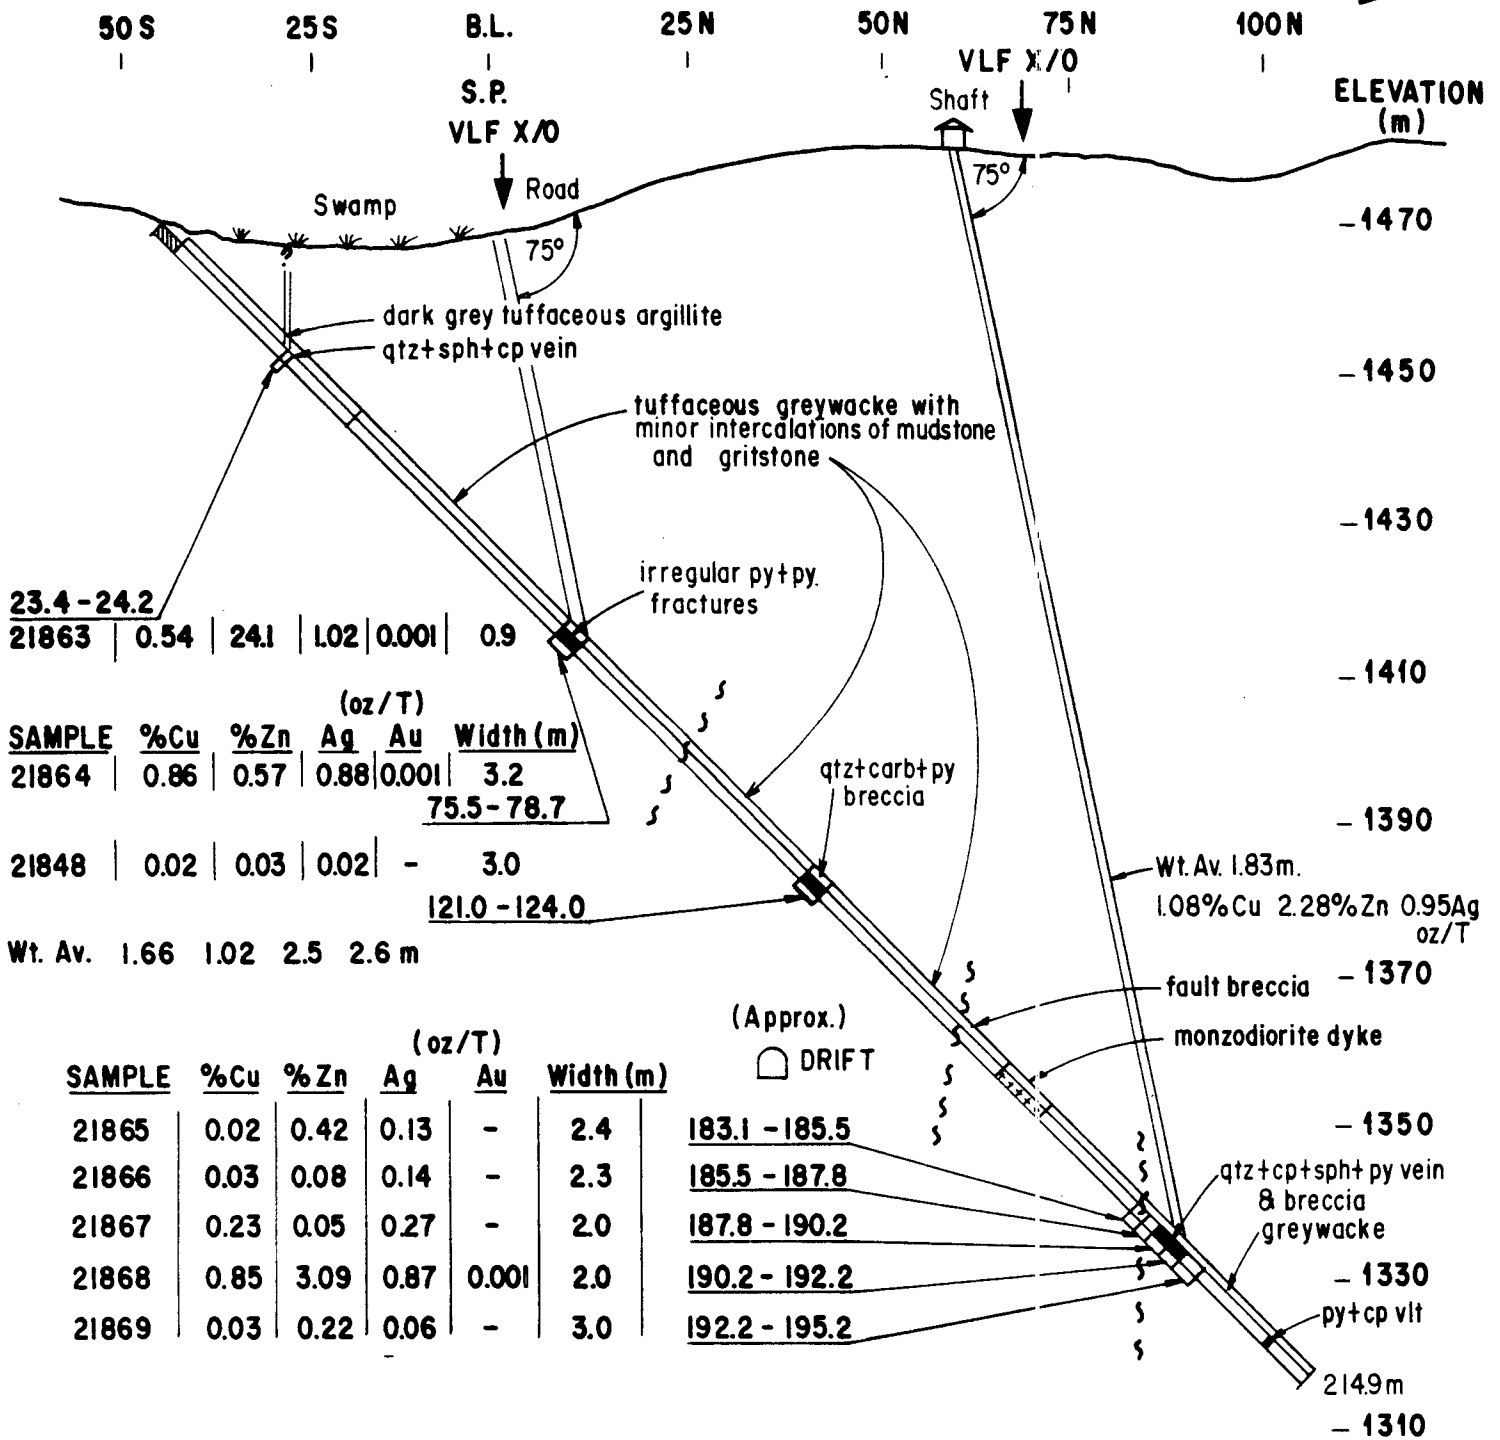 50S 25S B.L. 25N 50N 75N 100N
S.P.
VLF X/O
VLF X/O
Shaft
ELEVATION
(m)
Swamp
Road
75°
75°
-1470
-1450
-1430
-1410
-1390
-1370
-1350
-1330
-1310
dark grey tuffaceous argillite
qtz+sph+cp vein
tuffaceous greywacke with
minor intercalations of mudstone
and gritstone
irregular py+py.
fractures
23.4-24.2
21863 0.54 24.1 1.02 0.001 0.9
(oz/T)
SAMPLE %Cu %Zn Ag Au Width(m)
21864 0.86 0.57 0.88 0.001 3.2
75.5-78.7
21848 0.02 0.03 0.02 - 3.0
121.0-124.0
Wt. Av. 1.66 1.02 2.5 2.6 m
qtz+carb+py
breccia
Wt. Av. 1.83m.
1.08%Cu 2.28%Zn 0.95Ag
oz/T
fault breccia
monzodiorite dyke
(Approx.)
DRIFT
(oz/T)
SAMPLE %Cu %Zn Ag Au Width(m)
21865 0.02 0.42 0.13 - 2.4 183.1-185.5
21866 0.03 0.08 0.14 - 2.3 185.5-187.8
21867 0.23 0.05 0.27 - 2.0 187.8-190.2
21868 0.85 3.09 0.87 0.001 2.0 190.2-192.2
21869 0.03 0.22 0.06 - 3.0 192.2-195.2
qtz+cp+sph+py vein
& breccia
greywacke
py+cp vlt
214.9m